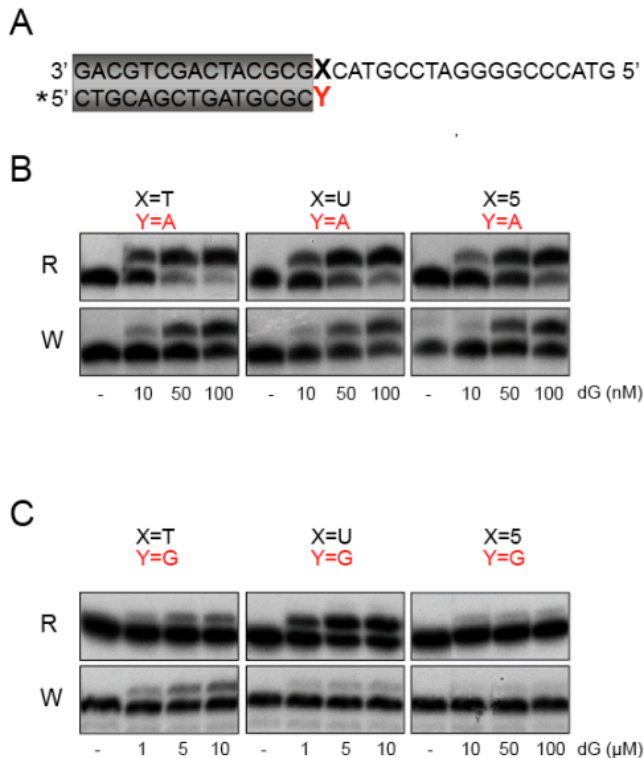 A
3' GACGTCGACTACGCGXCATGCCTAGGGGCCCATG 5'
*5' CTGCAGCTGATGCGCY
B
X=T X=U X=5
Y=A Y=A Y=A
R
W
- 10 50 100 - 10 50 100 - 10 50 100 dG (nM)
C
X=T X=U X=5
Y=G Y=G Y=G
R
W
- 1 5 10 - 1 5 10 - 10 50 100 dG (µM)